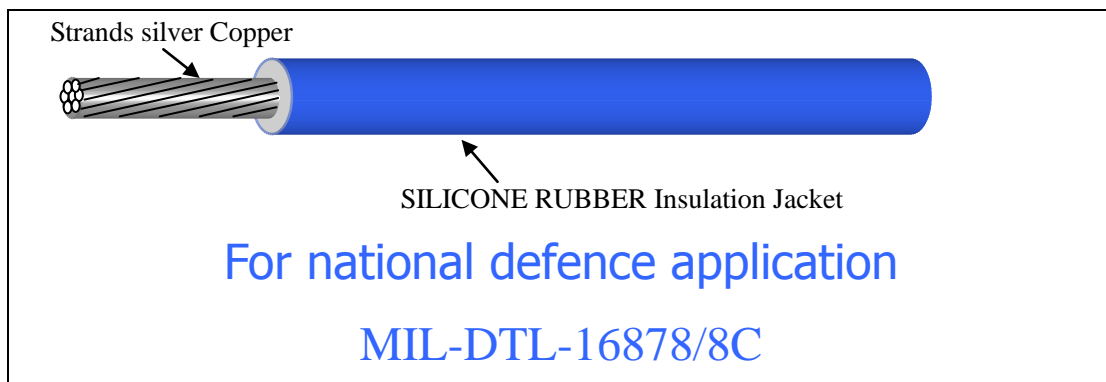 Strands silver Copper
SILICONE RUBBER Insulation Jacket
For national defence application
MIL-DTL-16878/8C